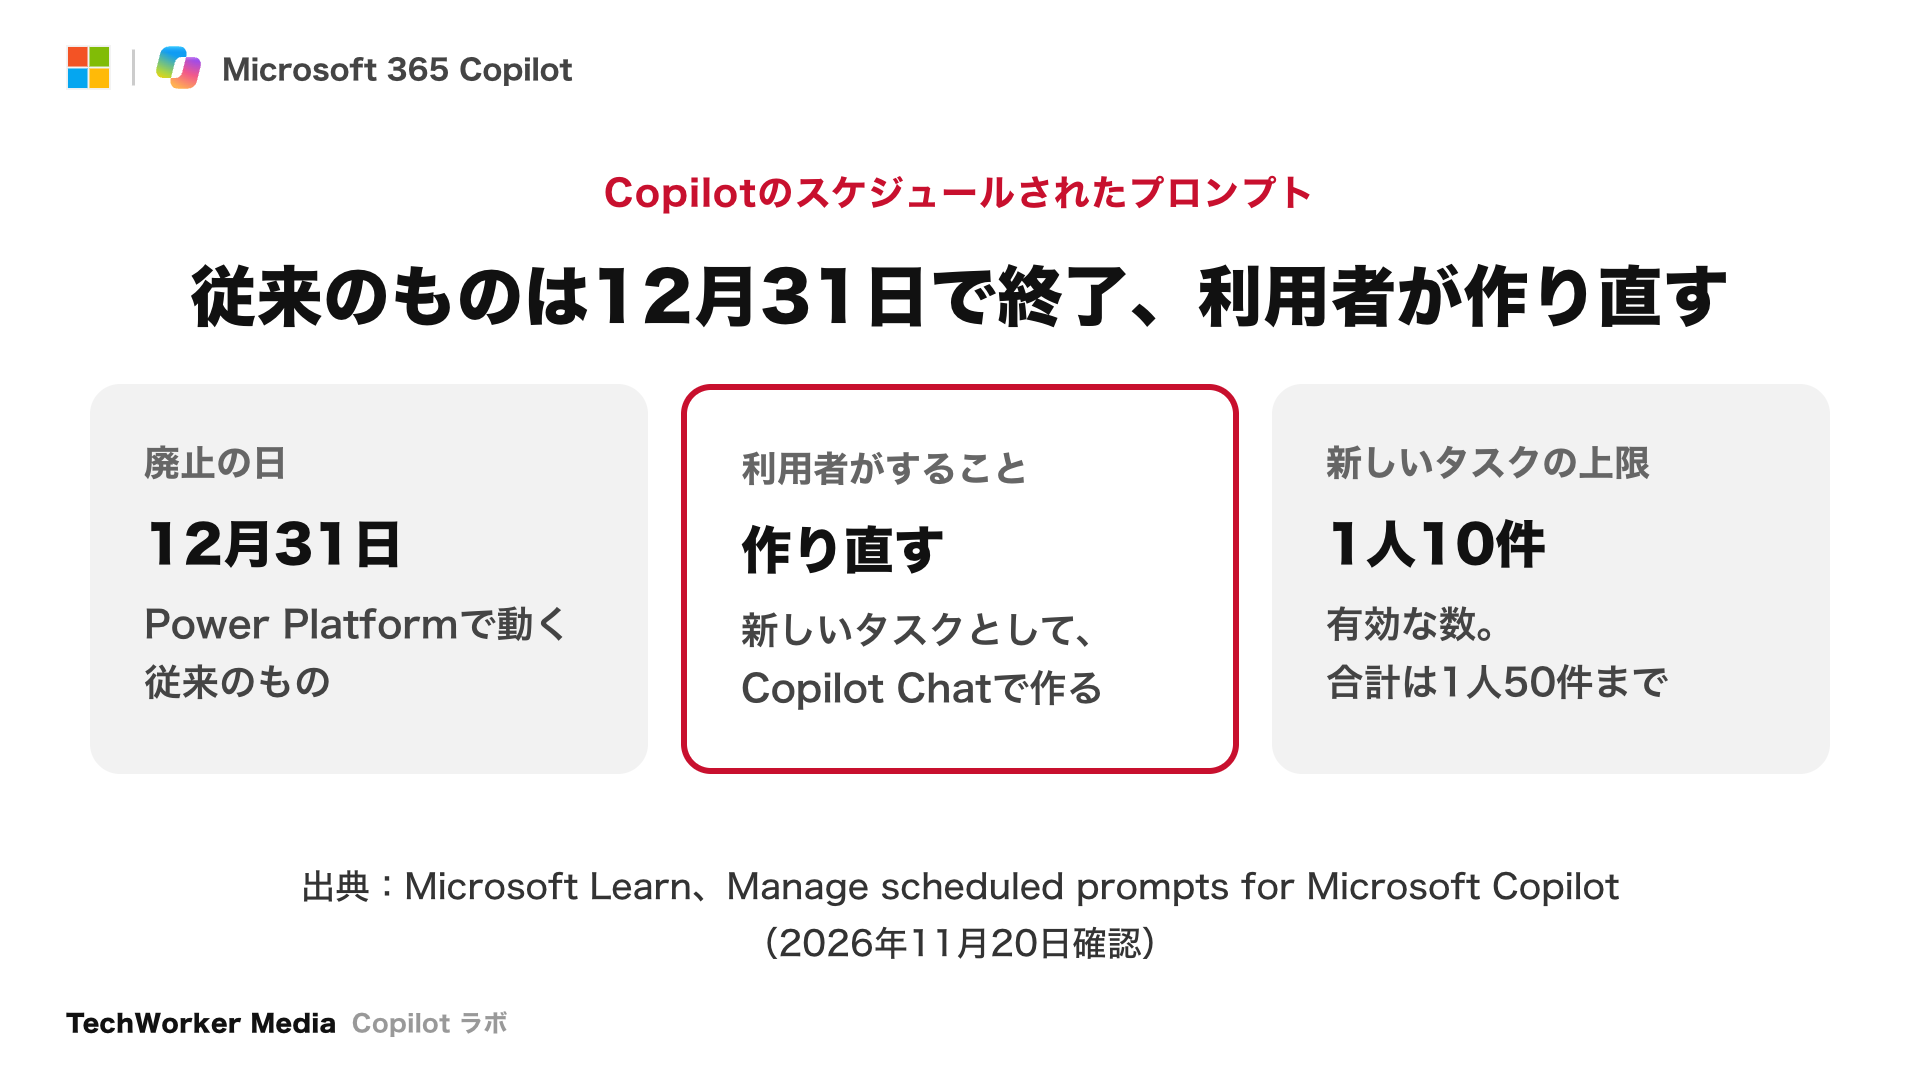 Microsoft 365 Copilot
Copilotのスケジュールされたプロンプト
従来のものは12月31日で終了、利用者が作り直す
廃止の日
12月31日
Power Platformで動く
従来のもの
利用者がすること
作り直す
新しいタスクとして、
Copilot Chatで作る
新しいタスクの上限
1人10件
有効な数。
合計は1人50件まで
出典：Microsoft Learn、Manage scheduled prompts for Microsoft Copilot
（2026年11月20日確認）
TechWorker Media Copilot ラボ